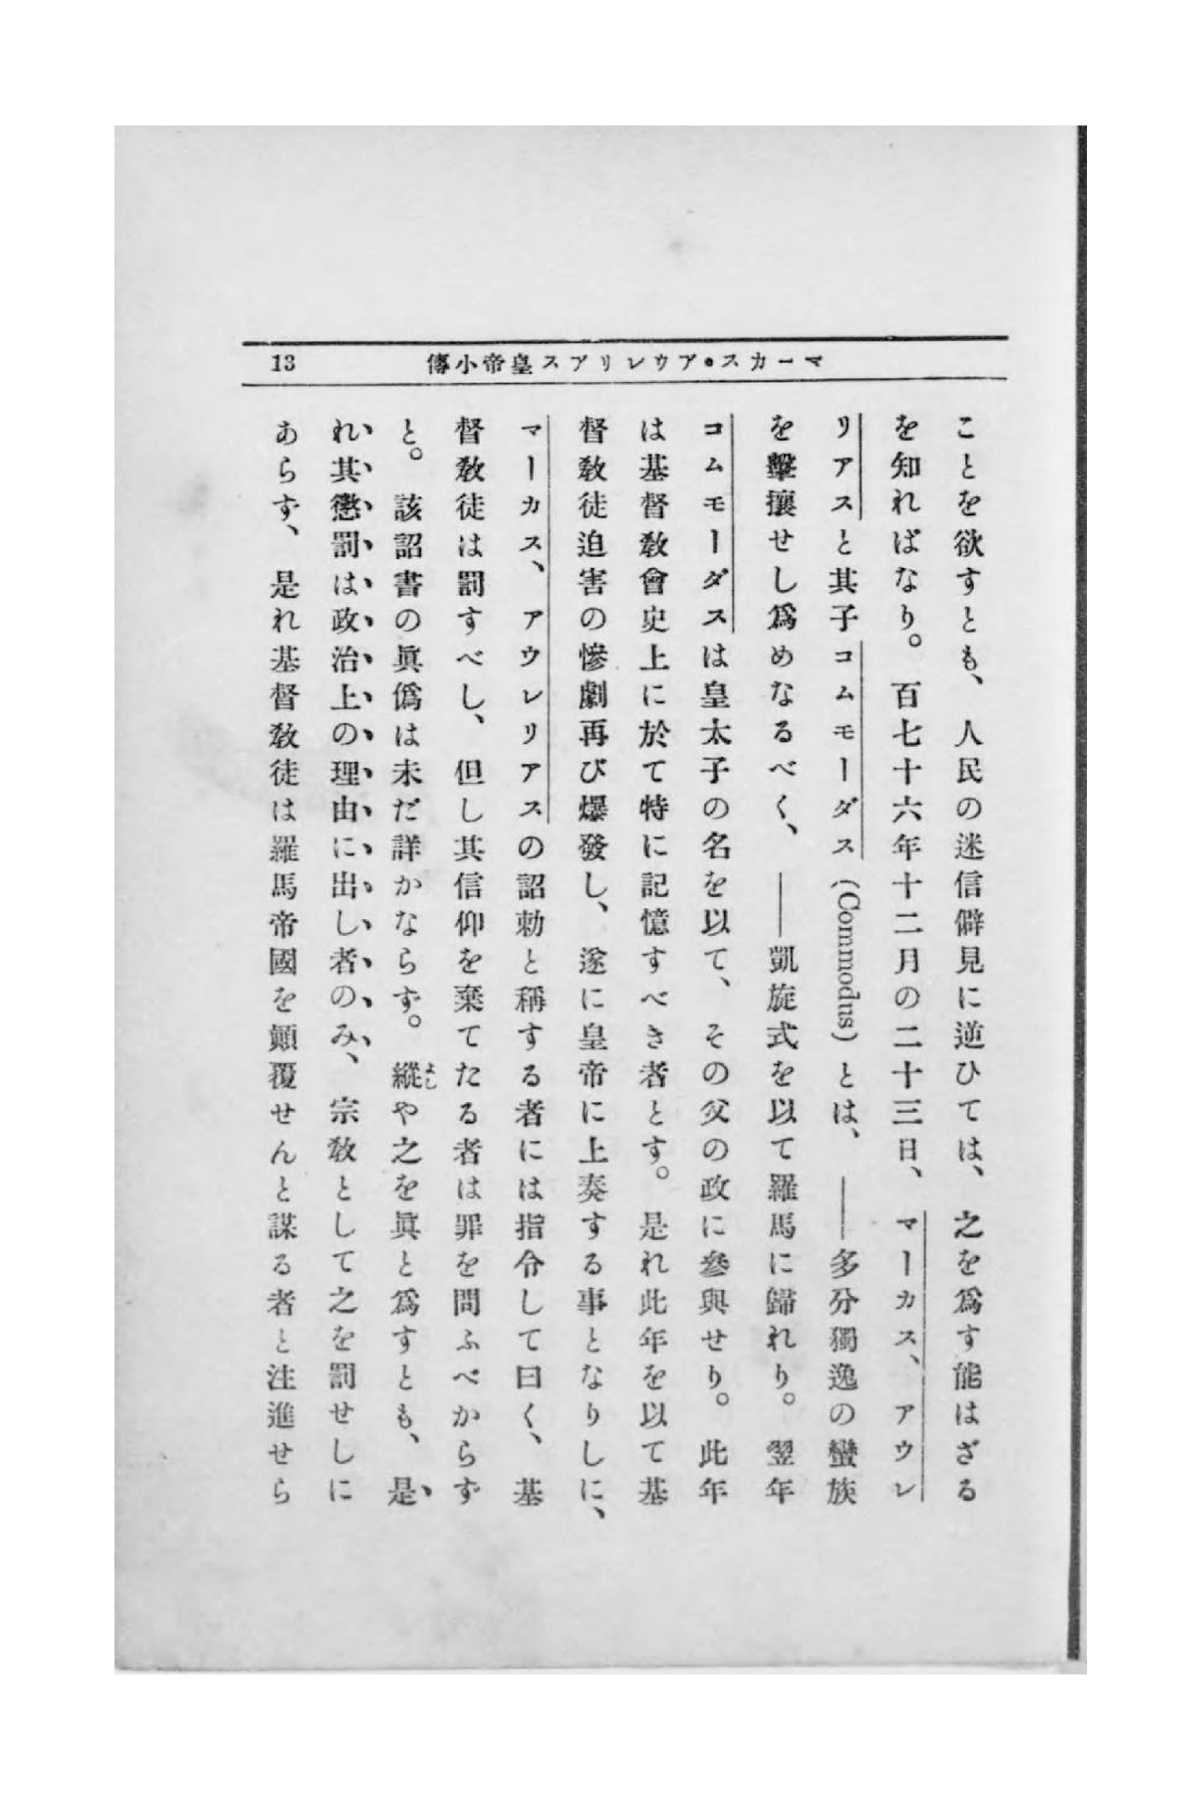 マーカス・アウレリアス皇帝小傳
13
ことを欲すとも、人民の迷信僻見に逆ひては、之を爲す能はざる
を知ればなり。百七十六年十二月の二十三日、マーカス、アウレ
リアスと其子コムモーダス(Commodus)とは、――多分獨逸の蠻族
を擊攘せし爲めなるべく、――凱旋式を以て羅馬に歸れり。翌年
コムモーダスは皇太子の名を以て、その父の政に參與せり。此年
は基督敎會史上に於て特に記憶すべき者とす。是れ此年を以て基
督敎徒迫害の慘劇再び爆發し、遂に皇帝に上奏する事となりしに、
マーカス、アウレリアスの詔勅と稱する者には指令して曰く、基
督敎徒は罰すべし、但し其信仰を棄てたる者は罪を問ふべからず
と。該詔書の眞僞は未だ詳かならず。縱や之を眞と爲すとも、是
れ其懲罰は政治上の理由に出し者のみ、宗敎として之を罰せしに
あらず、是れ基督敎徒は羅馬帝國を顚覆せんと謀る者と注進せら
よし